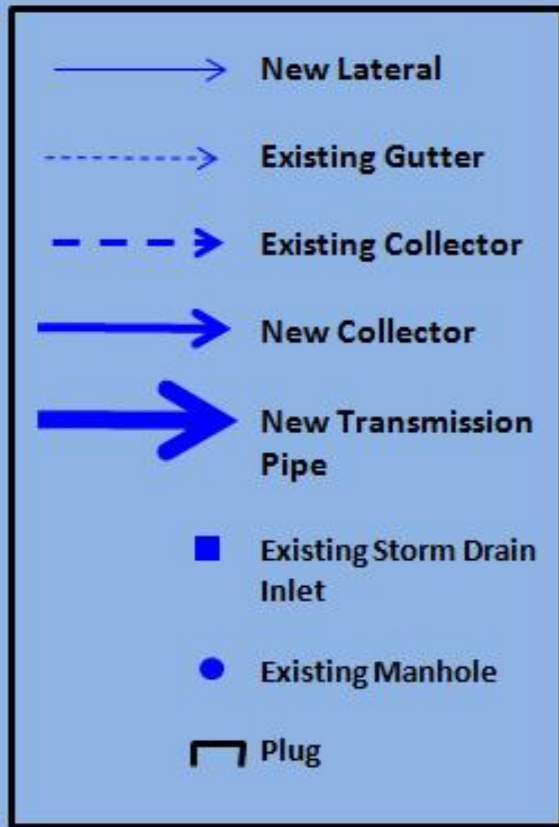 New Lateral
Existing Gutter
Existing Collector
New Collector
New Transmission
Pipe
Existing Storm Drain
Inlet
Existing Manhole
Plug